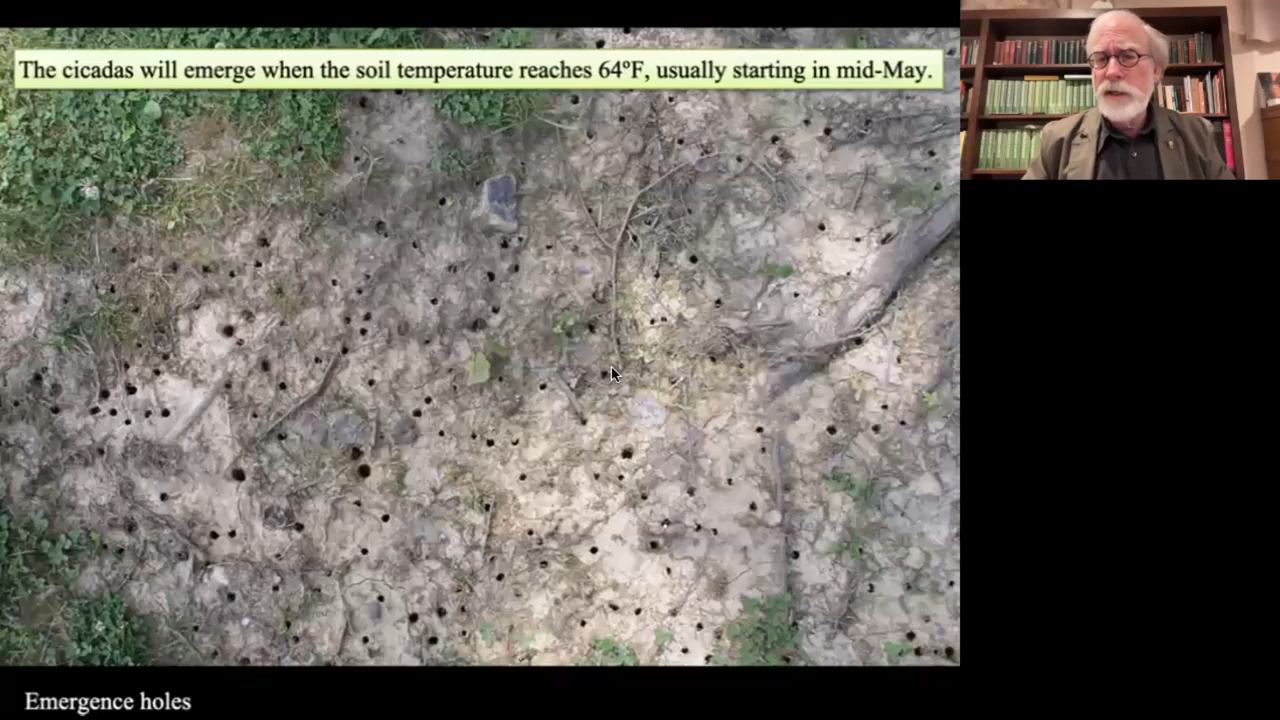 The cicadas will emerge when the soil temperature reaches 64ºF, usually starting in mid-May.
Emergence holes